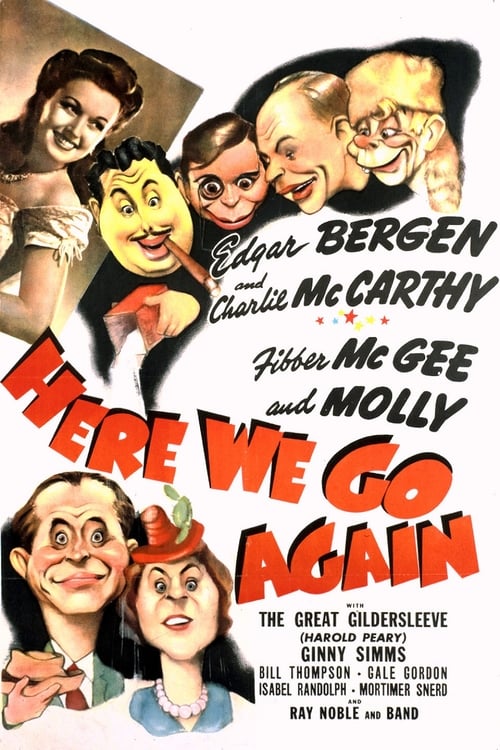 Edgar BERGEN
and
Charlie McCARTHY
Fibber McGEE
and MOLLY
HERE WE GO
AGAIN
WITH
THE GREAT GILDERSLEEVE
(HAROLD PEARY)
GINNY SIMMS
BILL THOMPSON - GALE GORDON
ISABEL RANDOLPH - MORTIMER SNERD
AND
RAY NOBLE AND BAND